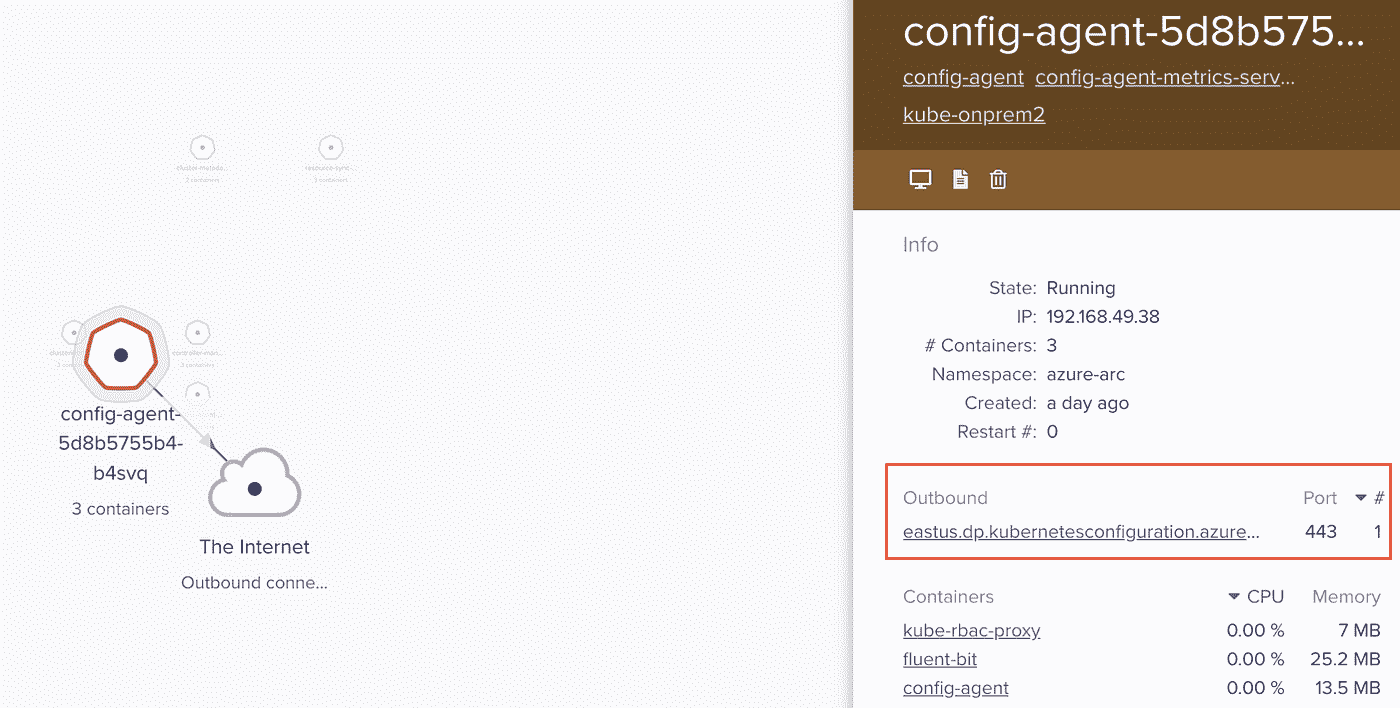 cluster-metada...
2 containers
resource-sync-...
3 containers
controller-man...
3 containers
config-agent-
5d8b5755b4-
b4svq
3 containers
The Internet
Outbound conne...
config-agent-5d8b575...
config-agent config-agent-metrics-serv...
kube-onprem2
Info
State: Running
IP: 192.168.49.38
# Containers: 3
Namespace: azure-arc
Created: a day ago
Restart #: 0
Outbound Port #
eastus.dp.kubernetesconfiguration.azure... 443 1
Containers CPU Memory
kube-rbac-proxy 0.00 % 7 MB
fluent-bit 0.00 % 25.2 MB
config-agent 0.00 % 13.5 MB